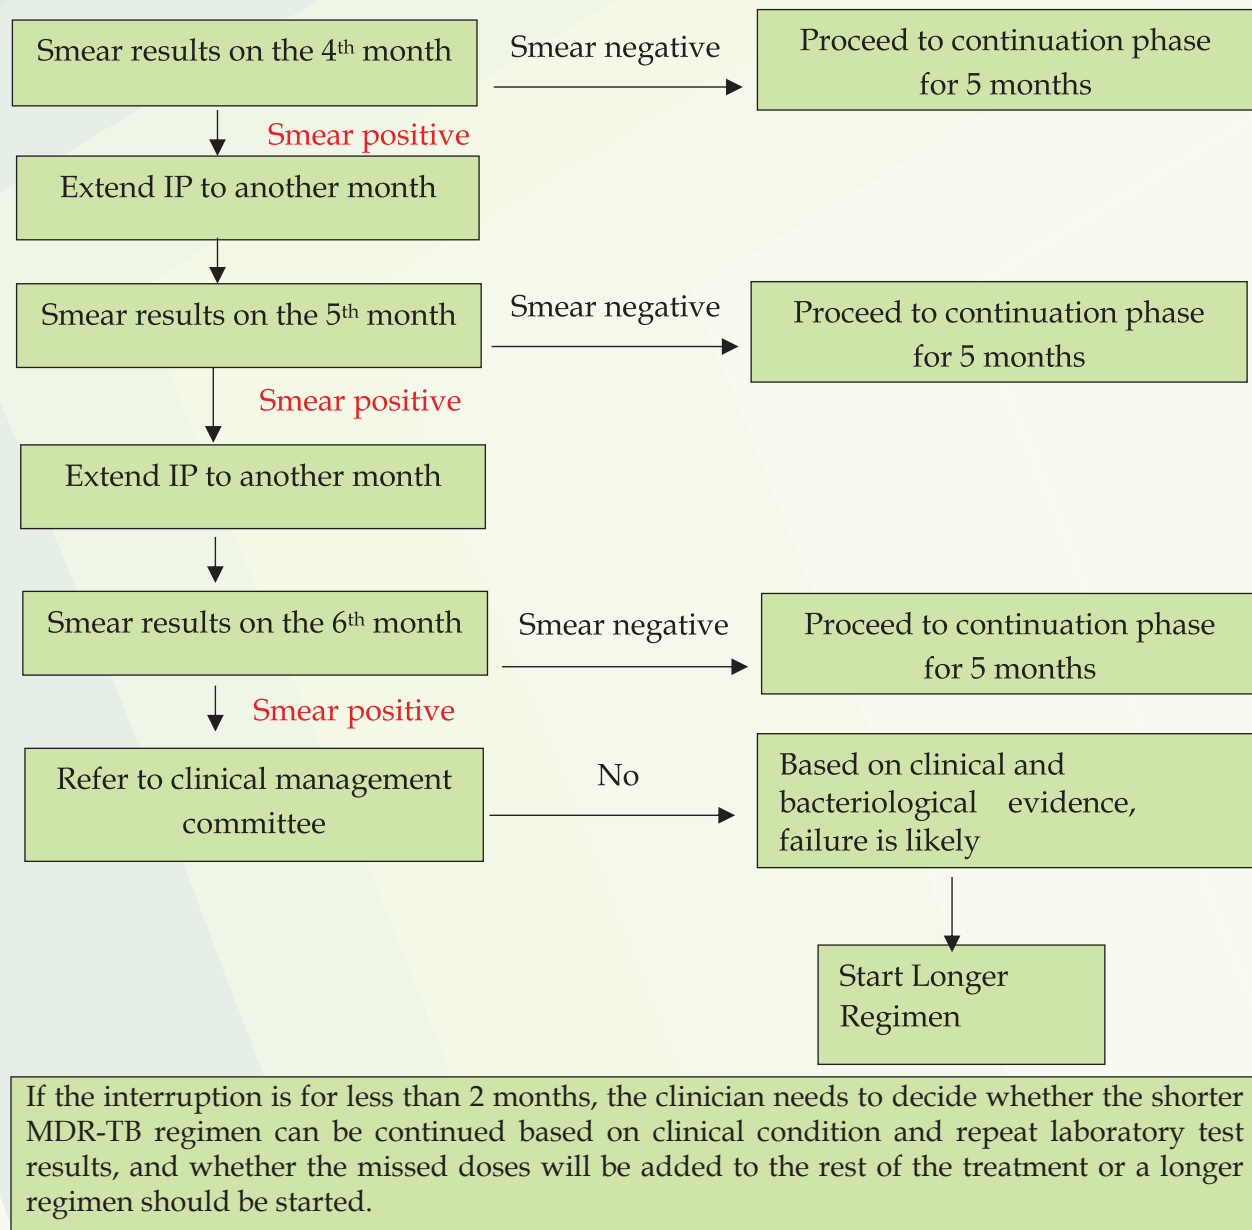 Smear results on the 4th month
Smear negative
Proceed to continuation phase
for 5 months
Smear positive
Extend IP to another month
Smear results on the 5th month
Smear negative
Proceed to continuation phase
for 5 months
Smear positive
Extend IP to another month
Smear results on the 6th month
Smear negative
Proceed to continuation phase
for 5 months
Smear positive
Refer to clinical management
committee
No
Based on clinical and
bacteriological evidence,
failure is likely
Start Longer
Regimen
If the interruption is for less than 2 months, the clinician needs to decide whether the shorter
MDR-TB regimen can be continued based on clinical condition and repeat laboratory test
results, and whether the missed doses will be added to the rest of the treatment or a longer
regimen should be started.